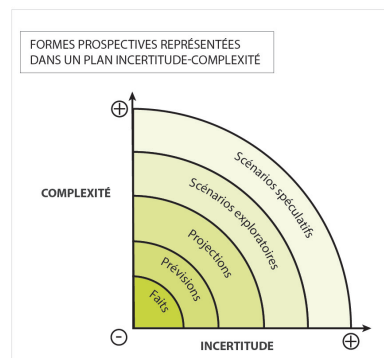 FORMES PROSPECTIVES REPRÉSENTÉES
DANS UN PLAN INCERTITUDE-COMPLEXITÉ
+
COMPLEXITÉ
Scénarios spéculatifs
Scénarios exploratoires
Projections
Prévisions
Faits
−
INCERTITUDE
+